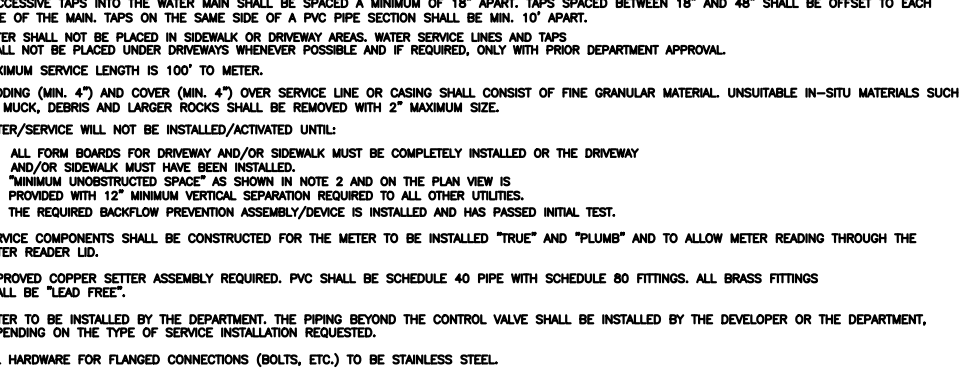 CCESSIVE TAPS INTO THE WATER MAIN SHALL BE SPACED A MINIMUM OF 18" APART. TAPS SPACED BETWEEN 18" AND 48" SHALL BE OFFSET TO EACH
E OF THE MAIN. TAPS ON THE SAME SIDE OF A PVC PIPE SECTION SHALL BE MIN. 10' APART.
TER SHALL NOT BE PLACED IN SIDEWALK OR DRIVEWAY AREAS. WATER SERVICE LINES AND TAPS
ALL NOT BE PLACED UNDER DRIVEWAYS WHENEVER POSSIBLE AND IF REQUIRED, ONLY WITH PRIOR DEPARTMENT APPROVAL.
XIMUM SERVICE LENGTH IS 100' TO METER.
DDING (MIN. 4") AND COVER (MIN. 4") OVER SERVICE LINE OR CASING SHALL CONSIST OF FINE GRANULAR MATERIAL. UNSUITABLE IN-SITU MATERIALS SUCH
MUCK, DEBRIS AND LARGER ROCKS SHALL BE REMOVED WITH 2" MAXIMUM SIZE.
TER/SERVICE WILL NOT BE INSTALLED/ACTIVATED UNTIL:
ALL FORM BOARDS FOR DRIVEWAY AND/OR SIDEWALK MUST BE COMPLETELY INSTALLED OR THE DRIVEWAY
AND/OR SIDEWALK MUST HAVE BEEN INSTALLED.
"MINIMUM UNOBSTRUCTED SPACE" AS SHOWN IN NOTE 2 AND ON THE PLAN VIEW IS
PROVIDED WITH 12" MINIMUM VERTICAL SEPARATION REQUIRED TO ALL OTHER UTILITIES.
THE REQUIRED BACKFLOW PREVENTION ASSEMBLY/DEVICE IS INSTALLED AND HAS PASSED INITIAL TEST.
RVICE COMPONENTS SHALL BE CONSTRUCTED FOR THE METER TO BE INSTALLED "TRUE" AND "PLUMB" AND TO ALLOW METER READING THROUGH THE
TER READER LID.
PROVED COPPER SETTER ASSEMBLY REQUIRED. PVC SHALL BE SCHEDULE 40 PIPE WITH SCHEDULE 80 FITTINGS. ALL BRASS FITTINGS
ALL BE "LEAD FREE".
TER TO BE INSTALLED BY THE DEPARTMENT. THE PIPING BEYOND THE CONTROL VALVE SHALL BE INSTALLED BY THE DEVELOPER OR THE DEPARTMENT,
PENDING ON THE TYPE OF SERVICE INSTALLATION REQUESTED.
HARDWARE FOR FLANGED CONNECTIONS (BOLTS, ETC.) TO BE STAINLESS STEEL.